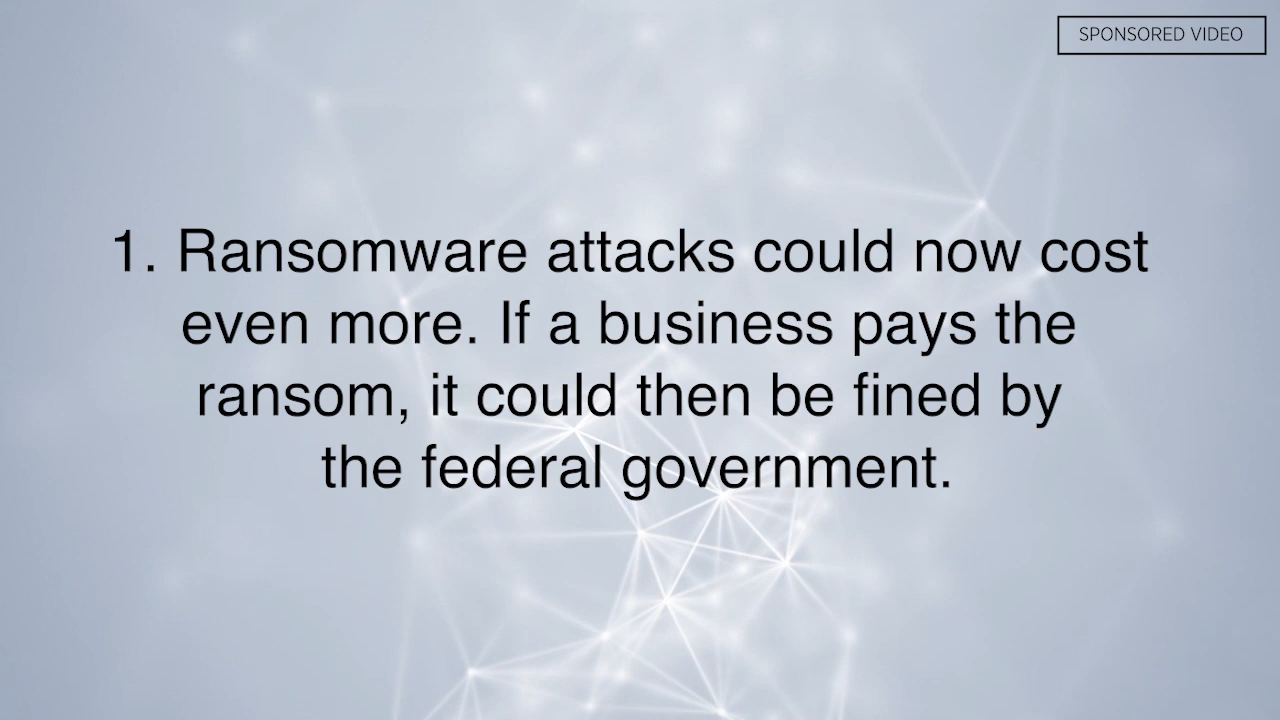 SPONSORED VIDEO
1. Ransomware attacks could now cost
even more. If a business pays the
ransom, it could then be fined by
the federal government.